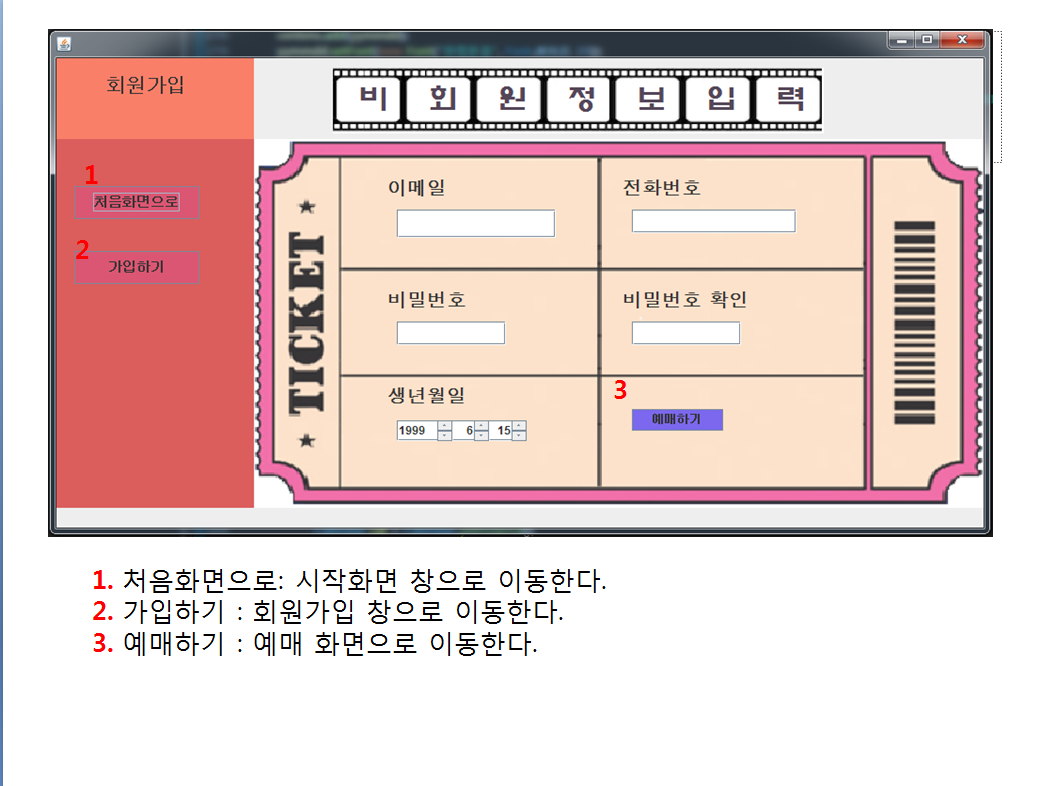 회원가입
비회원정보입력
1
처음화면으로
2
가입하기
TICKET
이메일
전화번호
비밀번호
비밀번호 확인
생년월일
1999 6 15
3
예매하기
1. 처음화면으로: 시작화면 창으로 이동한다.
2. 가입하기 : 회원가입 창으로 이동한다.
3. 예매하기 : 예매 화면으로 이동한다.